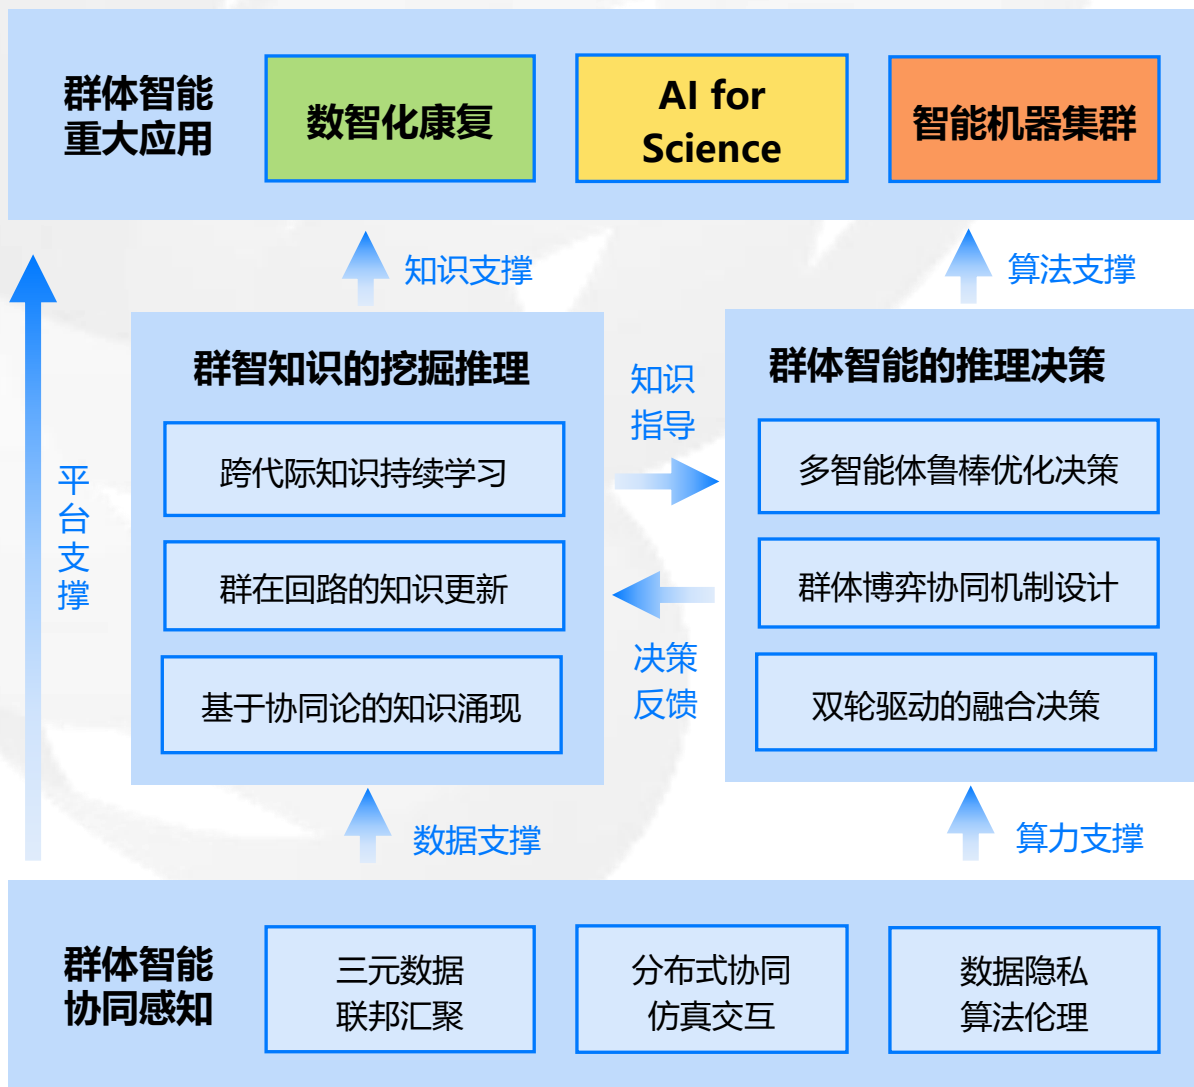 群体智能
重大应用
数智化康复
AI for
Science
智能机器集群
知识支撑
算法支撑
平台支撑
群智知识的挖掘推理
跨代际知识持续学习
群在回路的知识更新
基于协同论的知识涌现
知识
指导
决策
反馈
群体智能的推理决策
多智能体鲁棒优化决策
群体博弈协同机制设计
双轮驱动的融合决策
数据支撑
算力支撑
群体智能
协同感知
三元数据
联邦汇聚
分布式协同
仿真交互
数据隐私
算法伦理